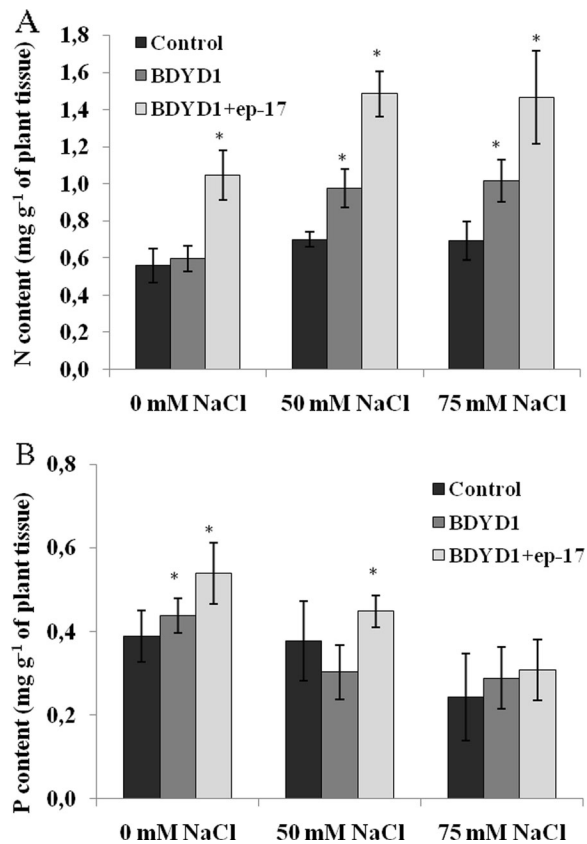 A
N content (mg g⁻¹ of plant tissue)
1,8
1,6
1,4
1,2
1,0
0,8
0,6
0,4
0,2
0,0
Control
BDYD1
BDYD1+ep-17
*
*
*
*
*
0 mM NaCl
50 mM NaCl
75 mM NaCl
B
P content (mg g⁻¹ of plant tissue)
0,8
0,6
0,4
0,2
0,0
Control
BDYD1
BDYD1+ep-17
*
*
*
0 mM NaCl
50 mM NaCl
75 mM NaCl